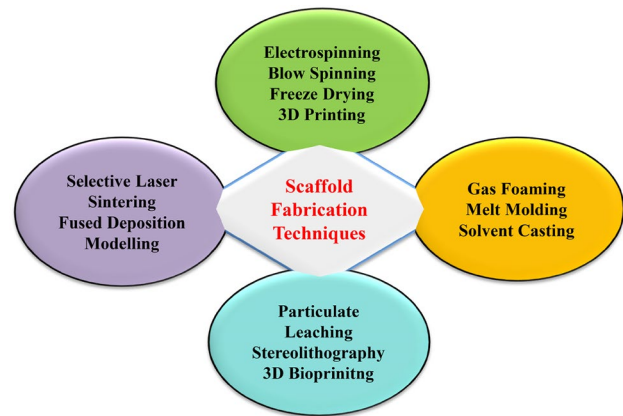 Electrospinning
Blow Spinning
Freeze Drying
3D Printing
Selective Laser
Sintering
Fused Deposition
Modelling
Scaffold
Fabrication
Techniques
Gas Foaming
Melt Molding
Solvent Casting
Particulate
Leaching
Stereolithography
3D Bioprinitng